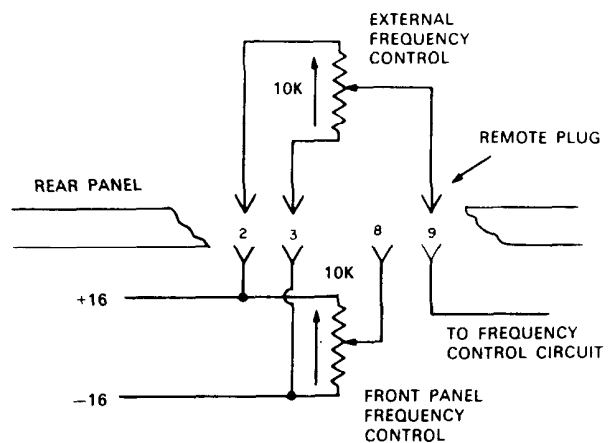 EXTERNAL
FREQUENCY
CONTROL
10K
REMOTE PLUG
REAR PANEL
2 3 8 9
10K
+16
TO FREQUENCY
CONTROL CIRCUIT
-16
FRONT PANEL
FREQUENCY
CONTROL